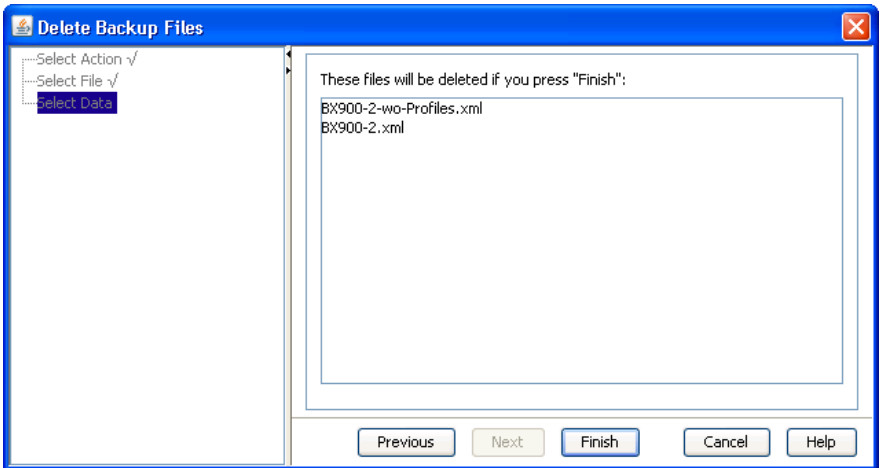 Delete Backup Files
Select Action √
Select File √
Select Data
These files will be deleted if you press "Finish":
BX900-2-wo-Profiles.xml
BX900-2.xml
Previous
Next
Finish
Cancel
Help